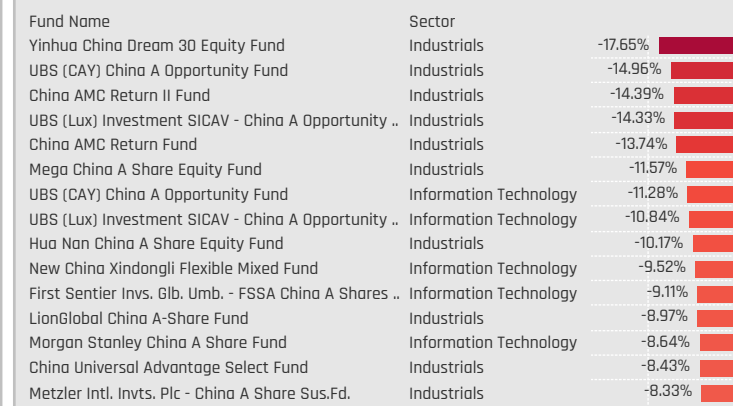 Fund Name Sector
Yinhua China Dream 30 Equity Fund Industrials -17.65%
UBS (CAY) China A Opportunity Fund Industrials -14.96%
China AMC Return II Fund Industrials -14.39%
UBS (Lux) Investment SICAV - China A Opportunity .. Industrials -14.33%
China AMC Return Fund Industrials -13.74%
Mega China A Share Equity Fund Industrials -11.57%
UBS (CAY) China A Opportunity Fund Information Technology -11.28%
UBS (Lux) Investment SICAV - China A Opportunity .. Information Technology -10.84%
Hua Nan China A Share Equity Fund Industrials -10.17%
New China Xindongli Flexible Mixed Fund Information Technology -9.52%
First Sentier Invs. Glb. Umb. - FSSA China A Shares .. Information Technology -9.11%
LionGlobal China A-Share Fund Industrials -8.97%
Morgan Stanley China A Share Fund Information Technology -8.64%
China Universal Advantage Select Fund Industrials -8.43%
Metzler Intl. Invts. Plc - China A Share Sus.Fd. Industrials -8.33%